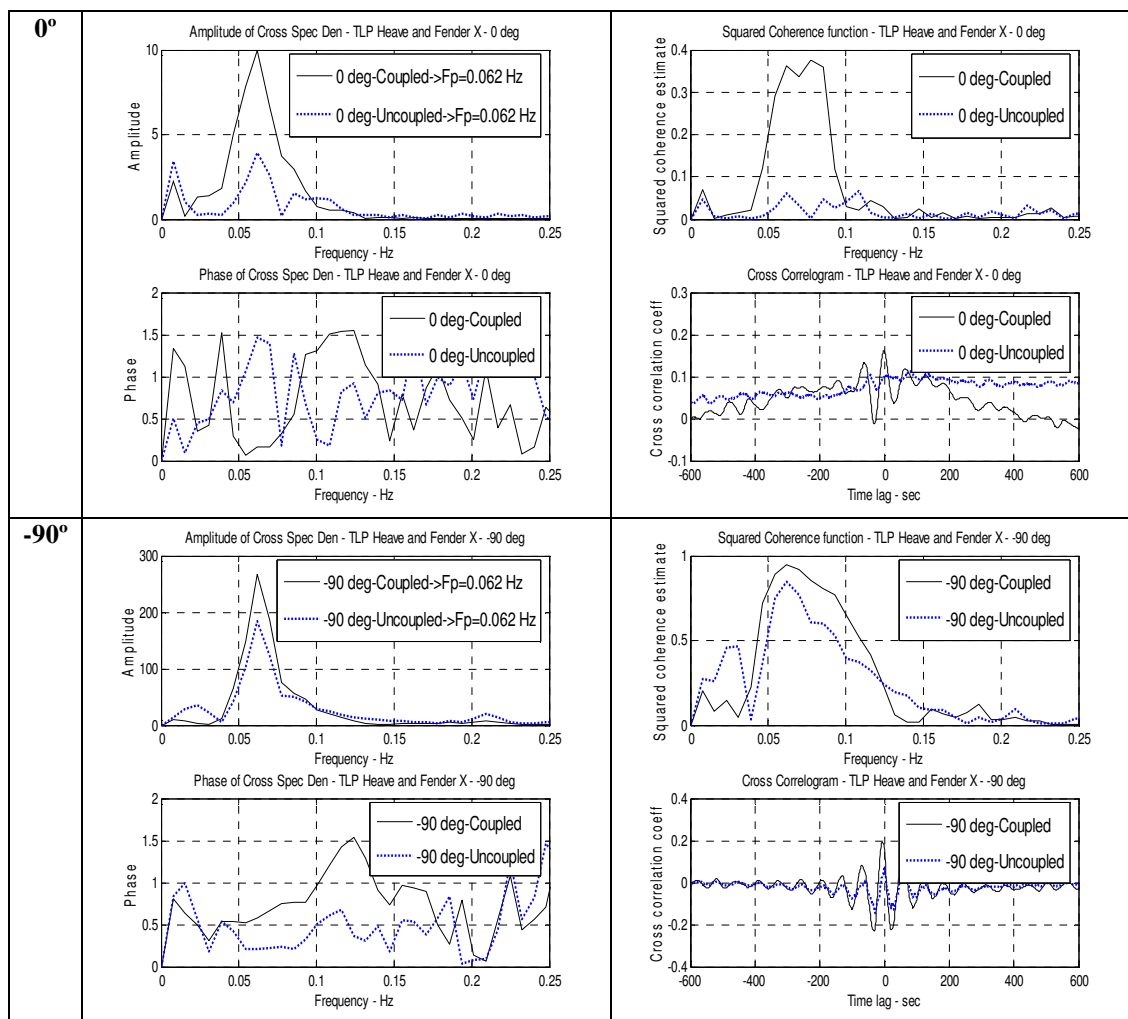 0º
Amplitude of Cross Spec Den - TLP Heave and Fender X - 0 deg
10
5
0
Amplitude
0 deg-Coupled->Fp=0.062 Hz
0 deg-Uncoupled->Fp=0.062 Hz
0 0.05 0.1 0.15 0.2 0.25
Frequency - Hz
Phase of Cross Spec Den - TLP Heave and Fender X - 0 deg
2
1.5
1
0.5
0
Phase
0 deg-Coupled
0 deg-Uncoupled
0 0.05 0.1 0.15 0.2 0.25
Frequency - Hz
Squared Coherence function - TLP Heave and Fender X - 0 deg
0.4
0.3
0.2
0.1
0
Squared coherence estimate
0 deg-Coupled
0 deg-Uncoupled
0 0.05 0.1 0.15 0.2 0.25
Frequency - Hz
Cross Correlogram - TLP Heave and Fender X - 0 deg
0.3
0.2
0.1
0
-0.1
Cross correlation coeff
0 deg-Coupled
0 deg-Uncoupled
-600 -400 -200 0 200 400 600
Time lag - sec
-90º
Amplitude of Cross Spec Den - TLP Heave and Fender X - -90 deg
300
200
100
0
Amplitude
-90 deg-Coupled->Fp=0.062 Hz
-90 deg-Uncoupled->Fp=0.062 Hz
0 0.05 0.1 0.15 0.2 0.25
Frequency - Hz
Phase of Cross Spec Den - TLP Heave and Fender X - -90 deg
2
1.5
1
0.5
0
Phase
-90 deg-Coupled
-90 deg-Uncoupled
0 0.05 0.1 0.15 0.2 0.25
Frequency - Hz
Squared Coherence function - TLP Heave and Fender X - -90 deg
1
0.5
0
Squared coherence estimate
-90 deg-Coupled
-90 deg-Uncoupled
0 0.05 0.1 0.15 0.2 0.25
Frequency - Hz
Cross Correlogram - TLP Heave and Fender X - -90 deg
0.4
0.2
0
-0.2
-0.4
Cross correlation coeff
-90 deg-Coupled
-90 deg-Uncoupled
-600 -400 -200 0 200 400 600
Time lag - sec